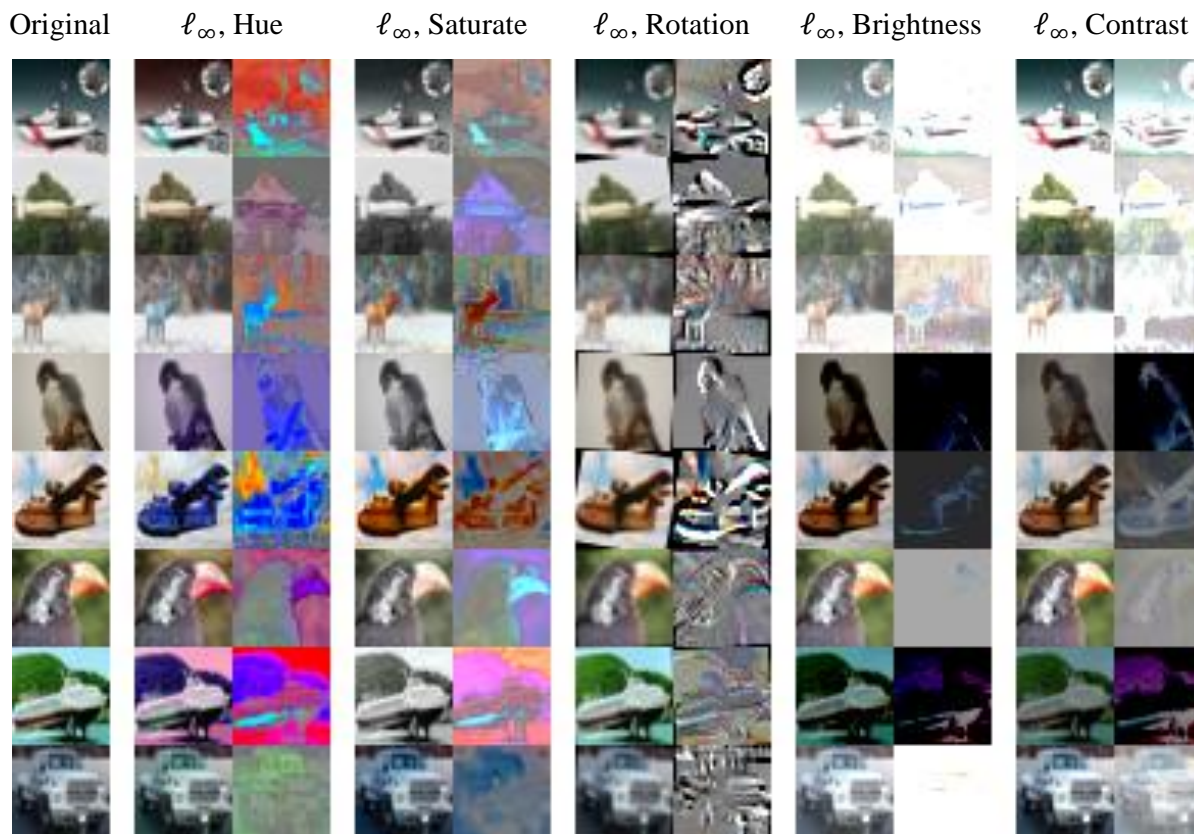 Original ℓ∞, Hue ℓ∞, Saturate ℓ∞, Rotation ℓ∞, Brightness ℓ∞, Contrast